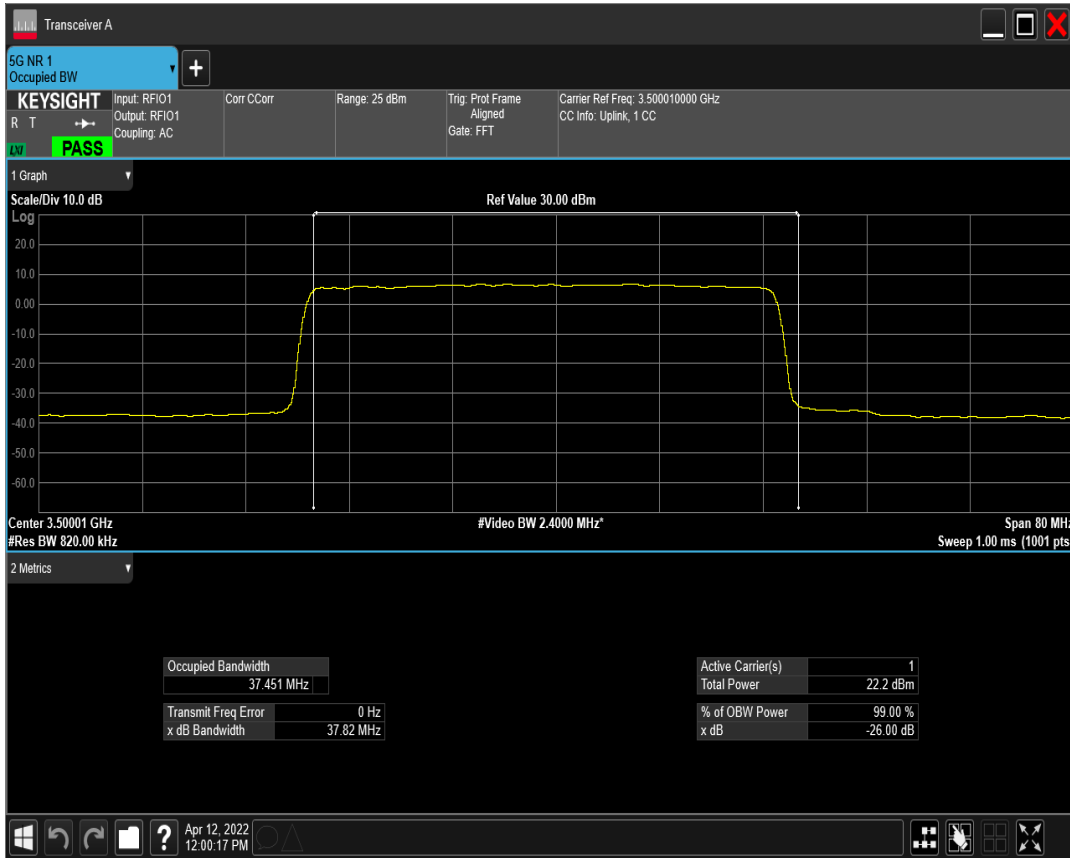 Transceiver A
5G NR 1
Occupied BW
KEYSIGHT
R T
LXI
PASS
Input: RFIO1
Output: RFIO1
Coupling: AC
Corr CCorr
Range: 25 dBm
Trig: Prot Frame
Aligned
Gate: FFT
Carrier Ref Freq: 3.500010000 GHz
CC Info: Uplink, 1 CC
1 Graph
Scale/Div 10.0 dB
Ref Value 30.00 dBm
Log
20.0
10.0
0.00
-10.0
-20.0
-30.0
-40.0
-50.0
-60.0
Center 3.50001 GHz
#Video BW 2.4000 MHz*
Span 80 MHz
#Res BW 820.00 kHz
Sweep 1.00 ms (1001 pts
2 Metrics
Occupied Bandwidth
37.451 MHz
Transmit Freq Error 0 Hz
x dB Bandwidth 37.82 MHz
Active Carrier(s) 1
Total Power 22.2 dBm
% of OBW Power 99.00 %
x dB -26.00 dB
?
Apr 12, 2022
12:00:17 PM